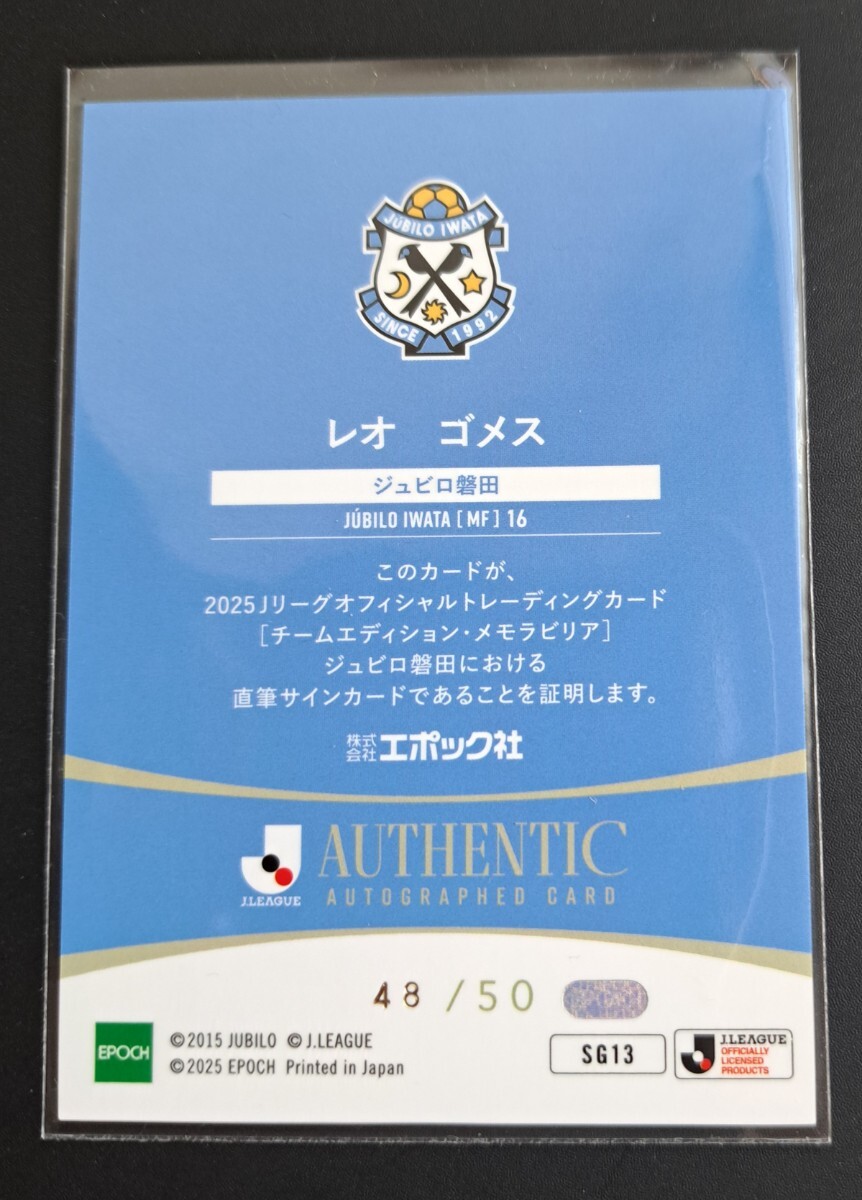 JÚBILO IWATA
SINCE 1992
レオ　ゴメス
ジュビロ磐田
JÚBILO IWATA [MF] 16
このカードが、
2025Jリーグオフィシャルトレーディングカード
[チームエディション・メモラビリア]
ジュビロ磐田における
直筆サインカードであることを証明します。
株式会社エポック社
J.LEAGUE
AUTHENTIC
AUTOGRAPHED CARD
48 /50
EPOCH
©2015 JUBILO ©J.LEAGUE
©2025 EPOCH Printed in Japan
SG13
J.LEAGUE
OFFICIALLY
LICENSED
PRODUCTS